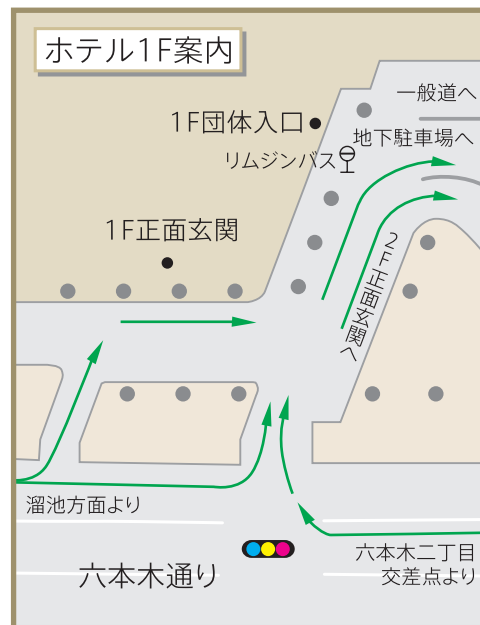 ホテル1F案内
一般道へ
1F団体入口
地下駐車場へ
リムジンバス
1F正面玄関
2F正面玄関へ
溜池方面より
六本木通り
六本木二丁目
交差点より